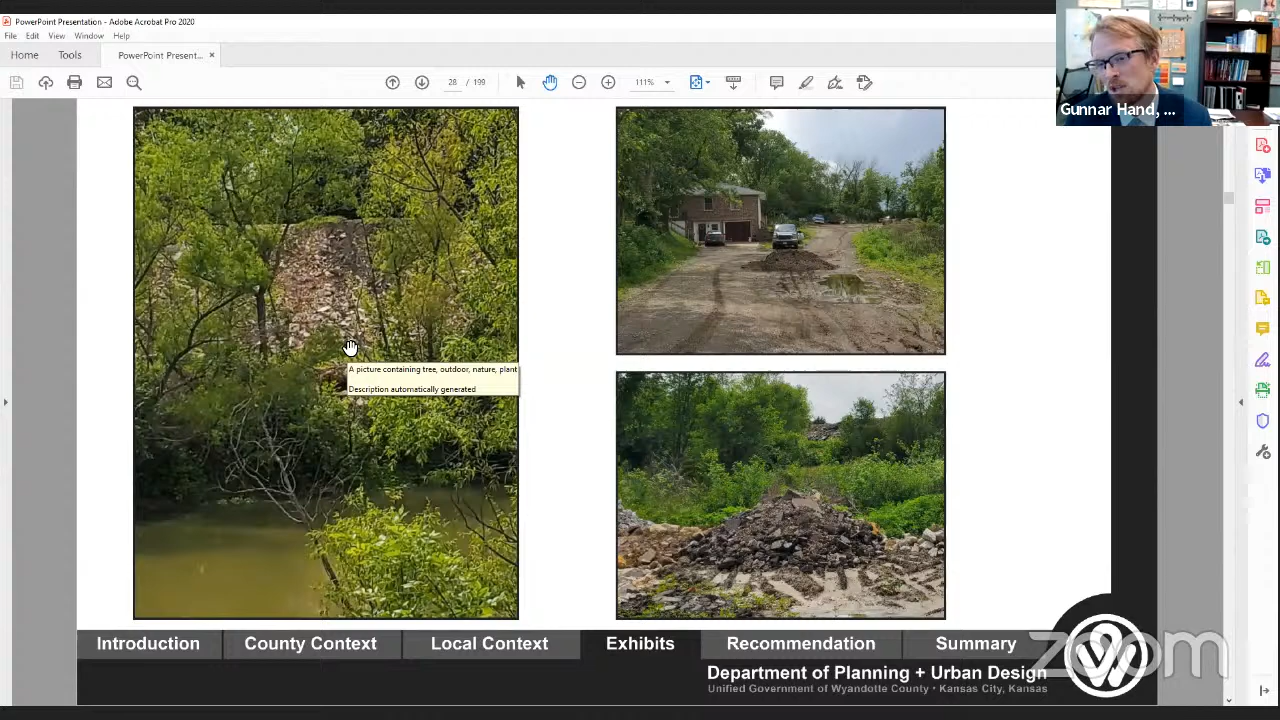 PowerPoint Presentation - Adobe Acrobat Pro 2020
File Edit View Window Help
Home Tools PowerPoint Present... ×
28 / 199 111%
Gunnar Hand, ...
A picture containing tree, outdoor, nature, plant
Description automatically generated
Introduction County Context Local Context Exhibits Recommendation Summary
Department of Planning + Urban Design
Unified Government of Wyandotte County • Kansas City, Kansas
zoom